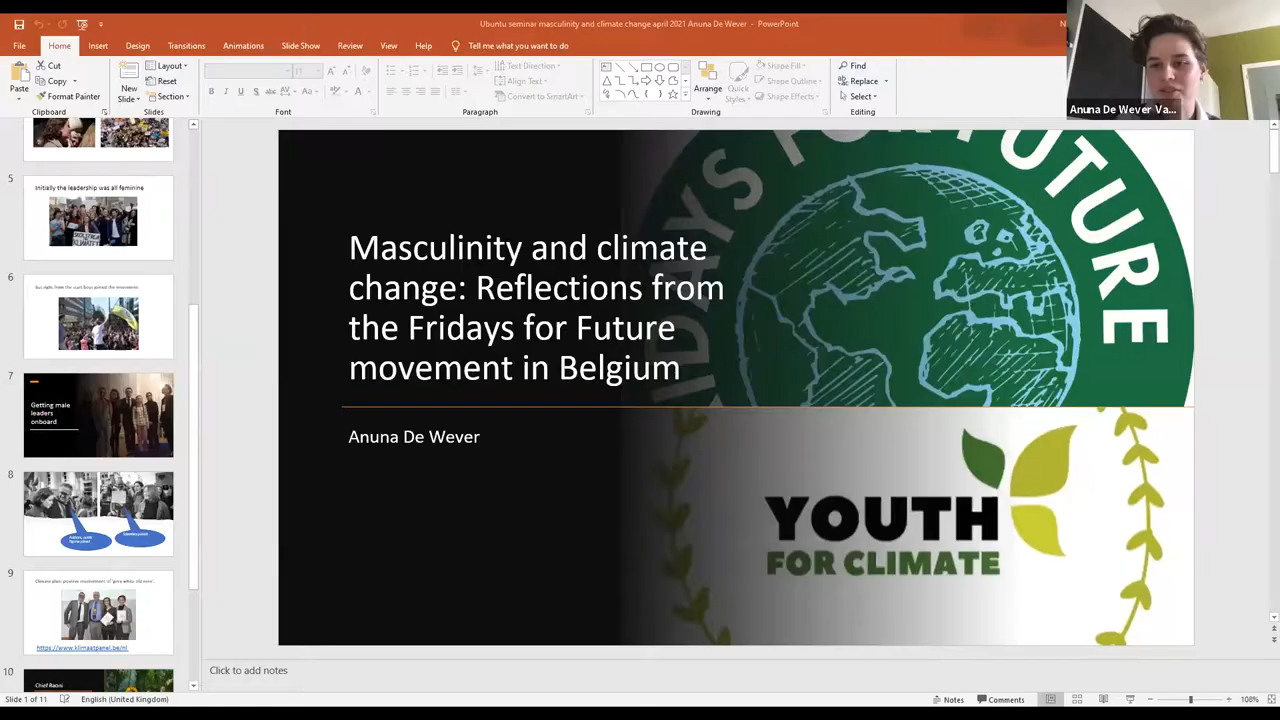 Ubuntu seminar masculinity and climate change april 2021 Anuna De Wever - PowerPoint
File Home Insert Design Transitions Animations Slide Show Review View Help Tell me what you want to do
Paste
Cut
Copy
Format Painter
Clipboard
New
Slide
Layout
Reset
Section
Slides
Font
Text Direction
Align Text
Convert to SmartArt
Paragraph
Arrange
Quick
Styles
Shape Fill
Shape Outline
Shape Effects
Drawing
Find
Replace
Select
Editing
Anuna De Wever Va...
5
Initially the leadership was all feminine
6
7
Getting male
leaders
onboard
8
9
https://www.klimaatpanel.be/nl
10
Chief Raoni
FOR FUTURE
Masculinity and climate
change: Reflections from
the Fridays for Future
movement in Belgium
Anuna De Wever
YOUTH
FOR CLIMATE
Click to add notes
Slide 1 of 11 English (United Kingdom) Notes Comments 108%